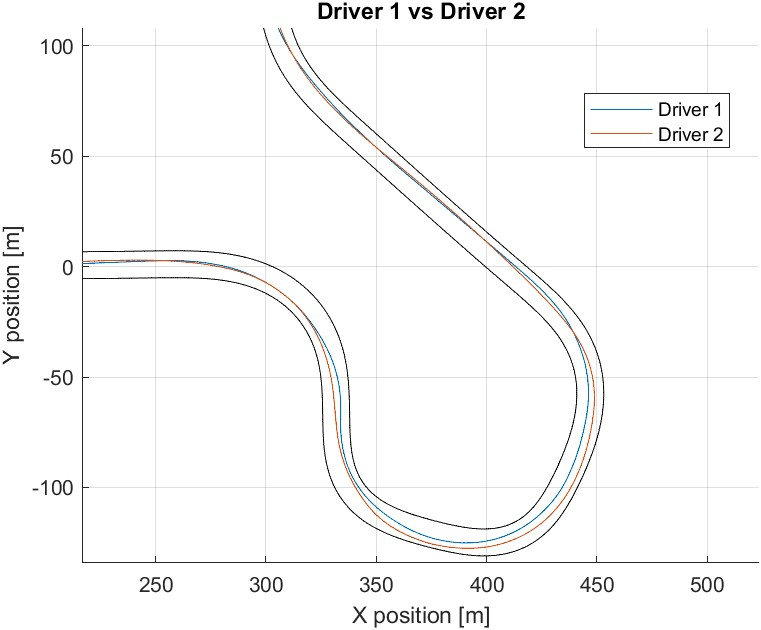 Driver 1 vs Driver 2
100
50
0
-50
-100
Y position [m]
Driver 1
Driver 2
250
300
350
400
450
500
X position [m]